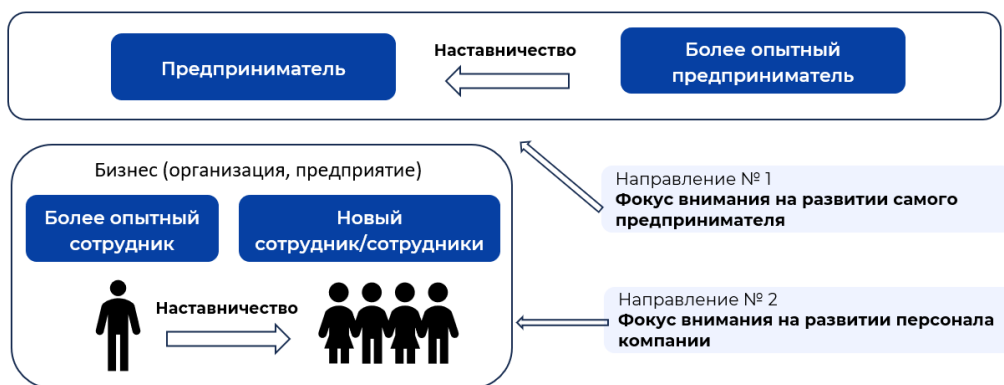 Предприниматель
Наставничество
Более опытный
предприниматель
Бизнес (организация, предприятие)
Более опытный
сотрудник
Новый
сотрудник/сотрудники
Наставничество
Направление № 1
Фокус внимания на развитии самого
предпринимателя
Направление № 2
Фокус внимания на развитии персонала
компании